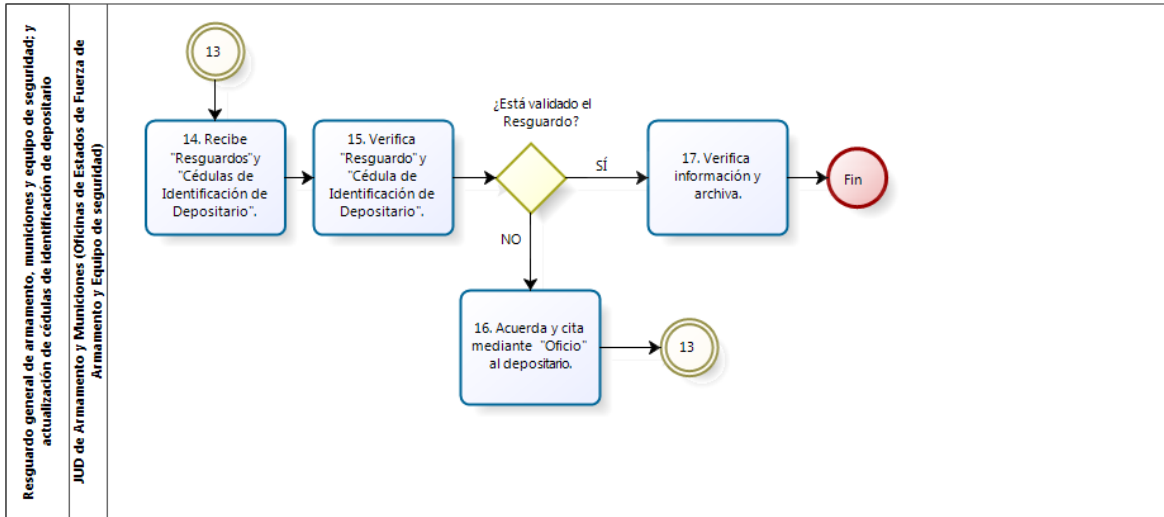 Resguardo general de armamento, municiones y equipo de seguridad; y
actualización de cédulas de identificación de depositario
JUD de Armamento y Municiones (Oficinas de Estados de Fuerza de
Armamento y Equipo de seguridad)
13
14. Recibe
"Resguardos" y
"Cédulas de
Identificación de
Depositario".
15. Verifica
"Resguardo" y
"Cédula de
Identificación de
Depositario".
¿Está validado el
Resguardo?
SÍ
17. Verifica
información y
archiva.
Fin
NO
16. Acuerda y cita
mediante "Oficio"
al depositario.
13